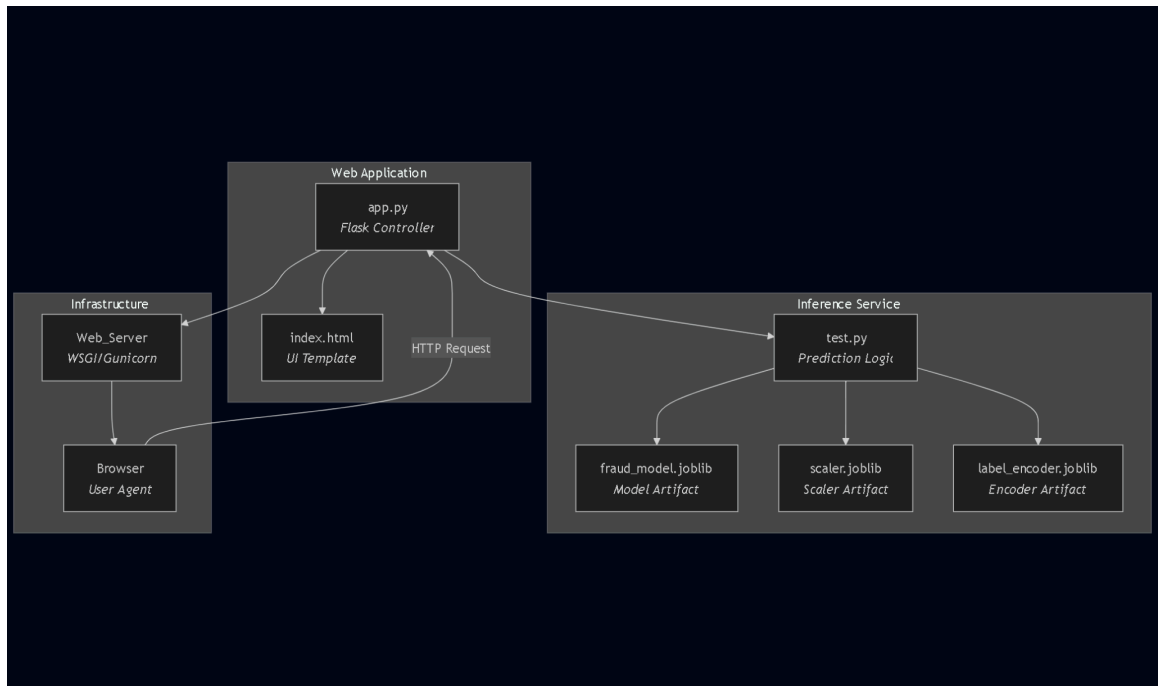 Web Application
app.py
Flask Controller
Infrastructure
Web_Server
WSGI/Gunicorn
index.html
UI Template
HTTP Request
Inference Service
test.py
Prediction Logic
Browser
User Agent
fraud_model.joblib
Model Artifact
scaler.joblib
Scaler Artifact
label_encoder.joblib
Encoder Artifact